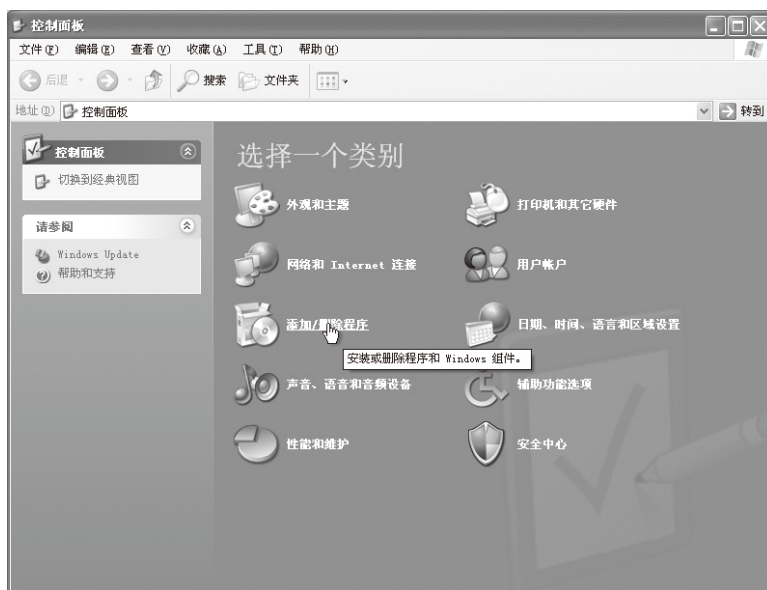 控制面板
文件(F) 编辑(E) 查看(V) 收藏(A) 工具(T) 帮助(H)
后退 搜索 文件夹
地址(D) 控制面板 转到
控制面板
切换到经典视图
请参阅
Windows Update
帮助和支持
选择一个类别
外观和主题
打印机和其它硬件
网络和 Internet 连接
用户帐户
添加/删除程序
日期、时间、语言和区域设置
安装或删除程序和 Windows 组件。
声音、语音和音频设备
辅助功能选项
性能和维护
安全中心